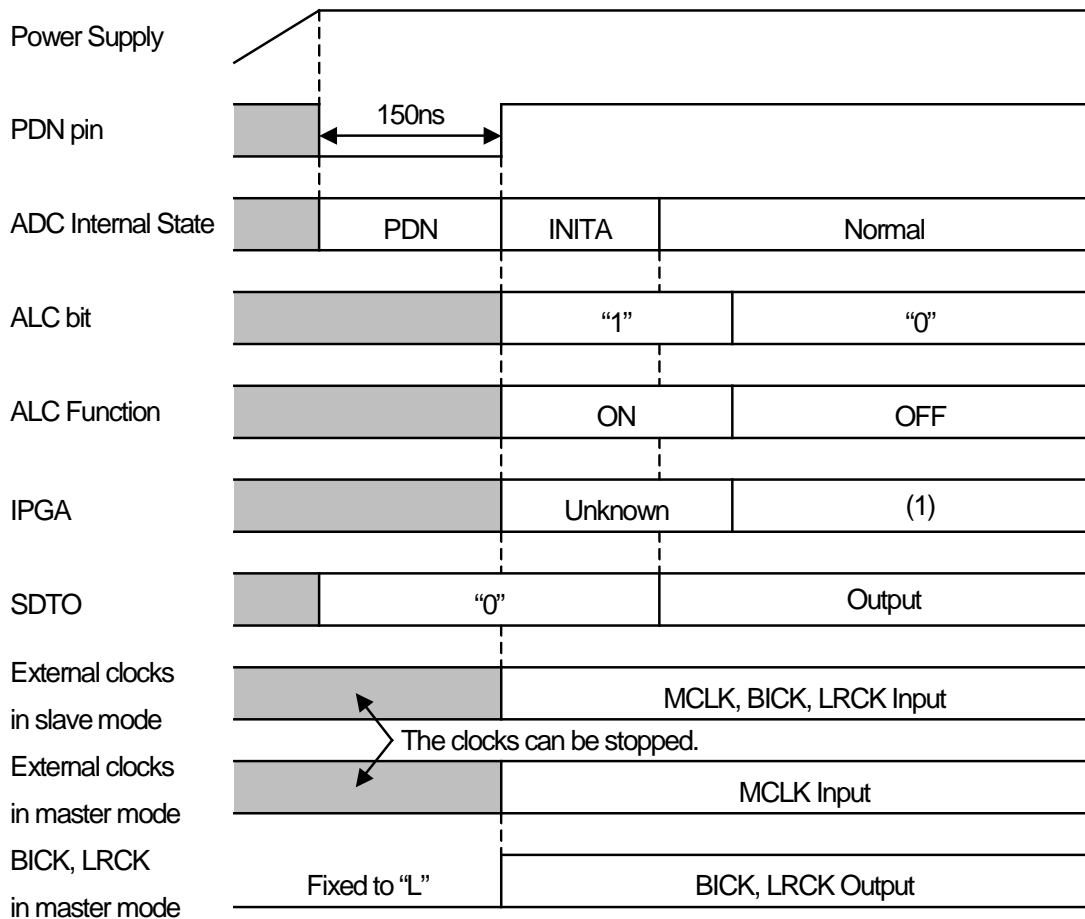 Power Supply
PDN pin
150ns
ADC Internal State
PDN
INITA
Normal
ALC bit
“1”
“0”
ALC Function
ON
OFF
IPGA
Unknown
(1)
SDTO
“0”
Output
External clocks
in slave mode
MCLK, BICK, LRCK Input
The clocks can be stopped.
External clocks
in master mode
MCLK Input
BICK, LRCK
in master mode
Fixed to “L”
BICK, LRCK Output